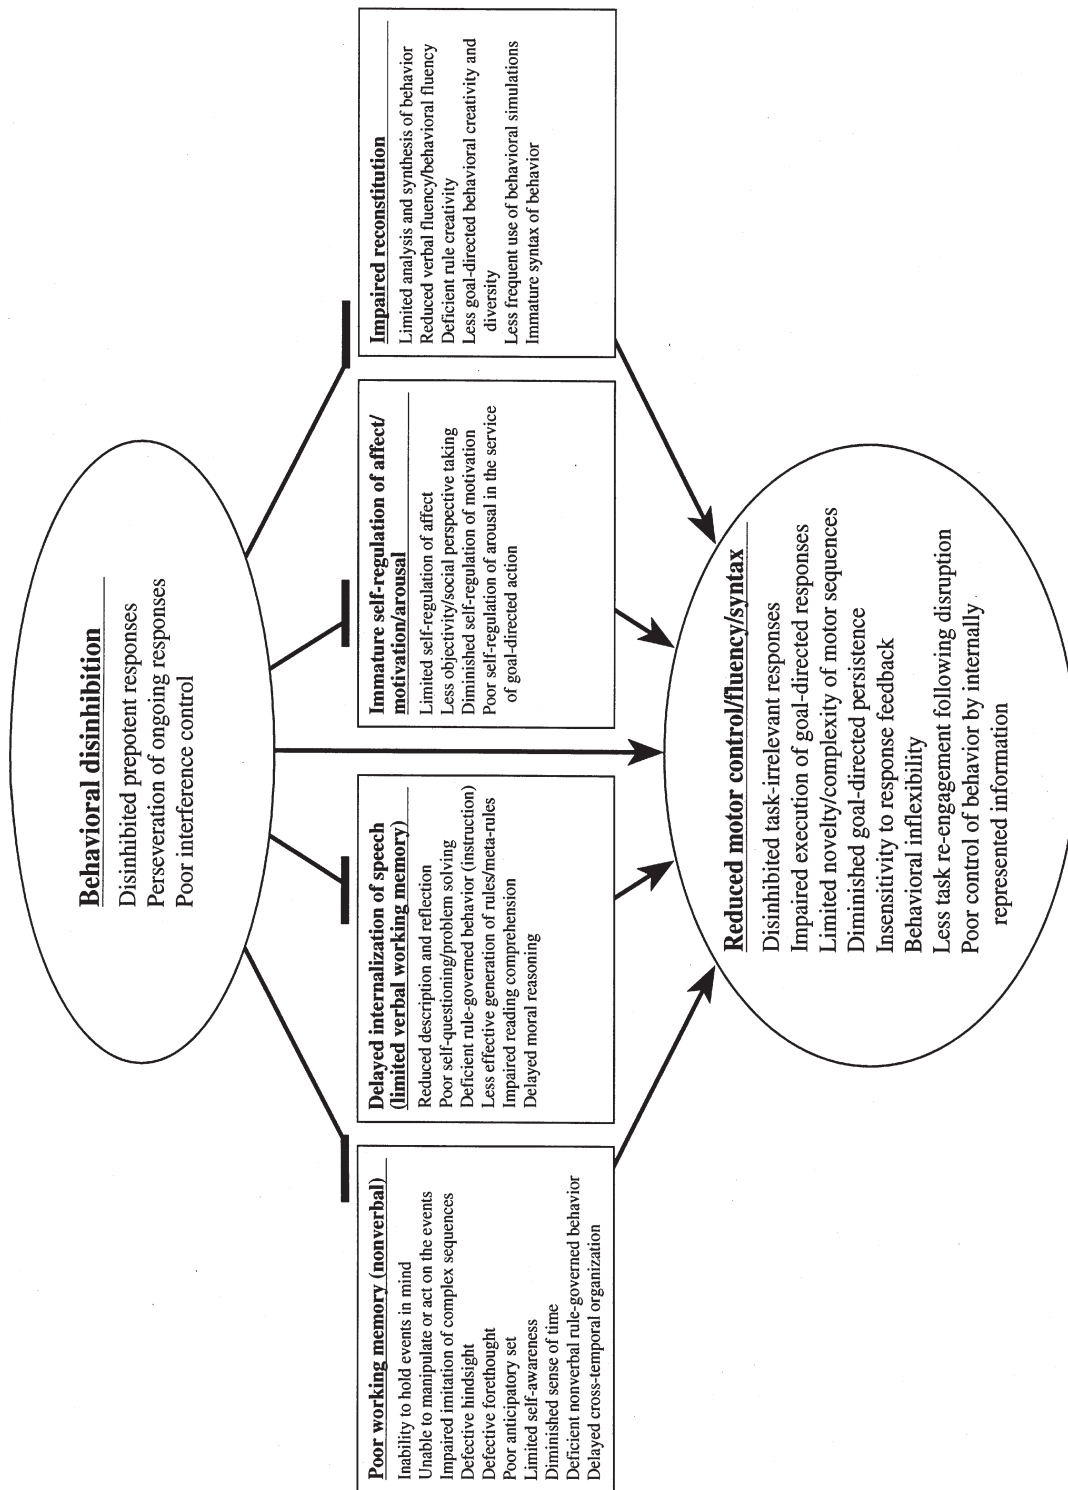 Behavioral disinhibition
Disinhibited prepotent responses
Perseveration of ongoing responses
Poor interference control
Poor working memory (nonverbal)
Inability to hold events in mind
Unable to manipulate or act on the events
Impaired imitation of complex sequences
Defective hindsight
Defective forethought
Poor anticipatory set
Limited self-awareness
Diminished sense of time
Deficient nonverbal rule-governed behavior
Delayed cross-temporal organization
Delayed internalization of speech
(limited verbal working memory)
Reduced description and reflection
Poor self-questioning/problem solving
Deficient rule-governed behavior (instruction)
Less effective generation of rules/meta-rules
Impaired reading comprehension
Delayed moral reasoning
Immature self-regulation of affect/
motivation/arousal
Limited self-regulation of affect
Less objectivity/social perspective taking
Diminished self-regulation of motivation
Poor self-regulation of arousal in the service
of goal-directed action
Impaired reconstitution
Limited analysis and synthesis of behavior
Reduced verbal fluency/behavioral fluency
Deficient rule creativity
Less goal-directed behavioral creativity and
diversity
Less frequent use of behavioral simulations
Immature syntax of behavior
Reduced motor control/fluency/syntax
Disinhibited task-irrelevant responses
Impaired execution of goal-directed responses
Limited novelty/complexity of motor sequences
Diminished goal-directed persistence
Insensitivity to response feedback
Behavioral inflexibility
Less task re-engagement following disruption
Poor control of behavior by internally
represented information